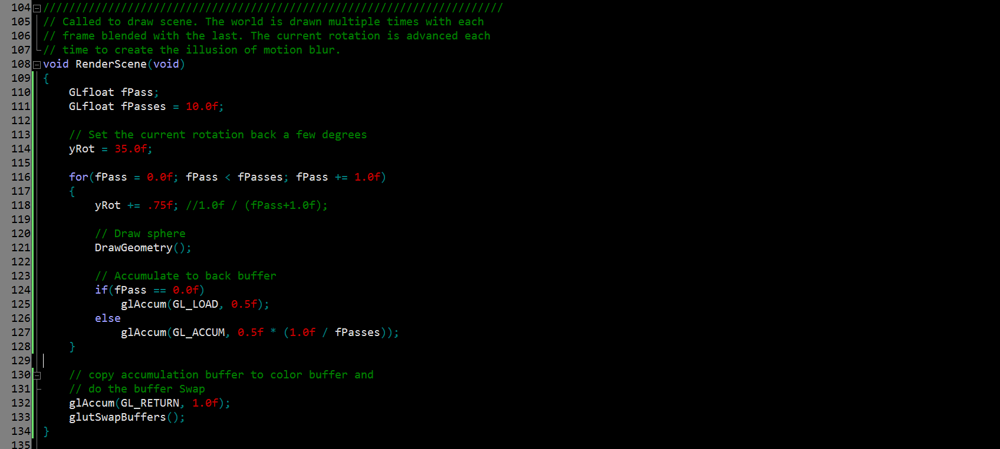 104 ///////////////////////////////////////////////////////////////////////
105 // Called to draw scene. The world is drawn multiple times with each
106 // frame blended with the last. The current rotation is advanced each
107 // time to create the illusion of motion blur.
108 void RenderScene(void)
109 {
110     GLfloat fPass;
111     GLfloat fPasses = 10.0f;
112
113     // Set the current rotation back a few degrees
114     yRot = 35.0f;
115
116     for(fPass = 0.0f; fPass < fPasses; fPass += 1.0f)
117     {
118         yRot += .75f; //1.0f / (fPass+1.0f);
119
120         // Draw sphere
121         DrawGeometry();
122
123         // Accumulate to back buffer
124         if(fPass == 0.0f)
125             glAccum(GL_LOAD, 0.5f);
126         else
127             glAccum(GL_ACCUM, 0.5f * (1.0f / fPasses));
128     }
129
130     // copy accumulation buffer to color buffer and
131     // do the buffer Swap
132     glAccum(GL_RETURN, 1.0f);
133     glutSwapBuffers();
134 }
135